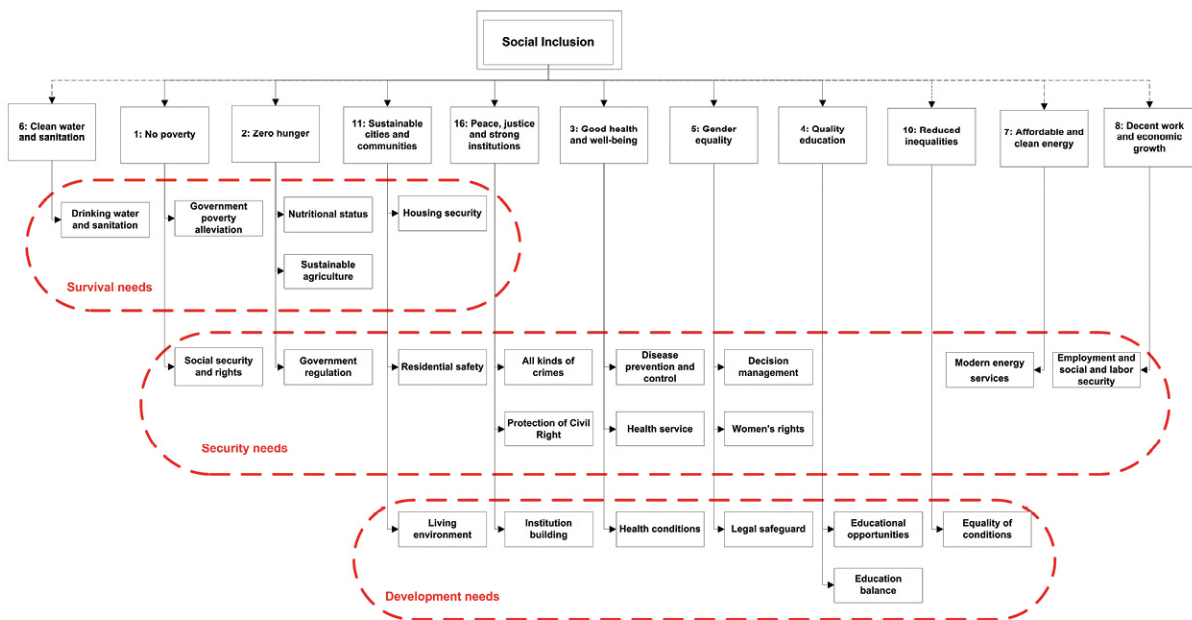 Social Inclusion
6: Clean water
and sanitation
1: No poverty
2: Zero hunger
11: Sustainable
cities and
communities
16: Peace, justice
and strong
institutions
3: Good health
and well-being
5: Gender
equality
4: Quality
education
10: Reduced
inequalities
7: Affordable and
clean energy
8: Decent work
and economic
growth
Drinking water
and sanitation
Government
poverty
alleviation
Nutritional status
Housing security
Sustainable
agriculture
Survival needs
Social security
and rights
Government
regulation
Residential safety
All kinds of
crimes
Disease
prevention and
control
Decision
management
Modern energy
services
Employment and
social and labor
security
Protection of Civil
Right
Health service
Women's rights
Security needs
Living
environment
Institution
building
Health conditions
Legal safeguard
Educational
opportunities
Equality of
conditions
Education
balance
Development needs